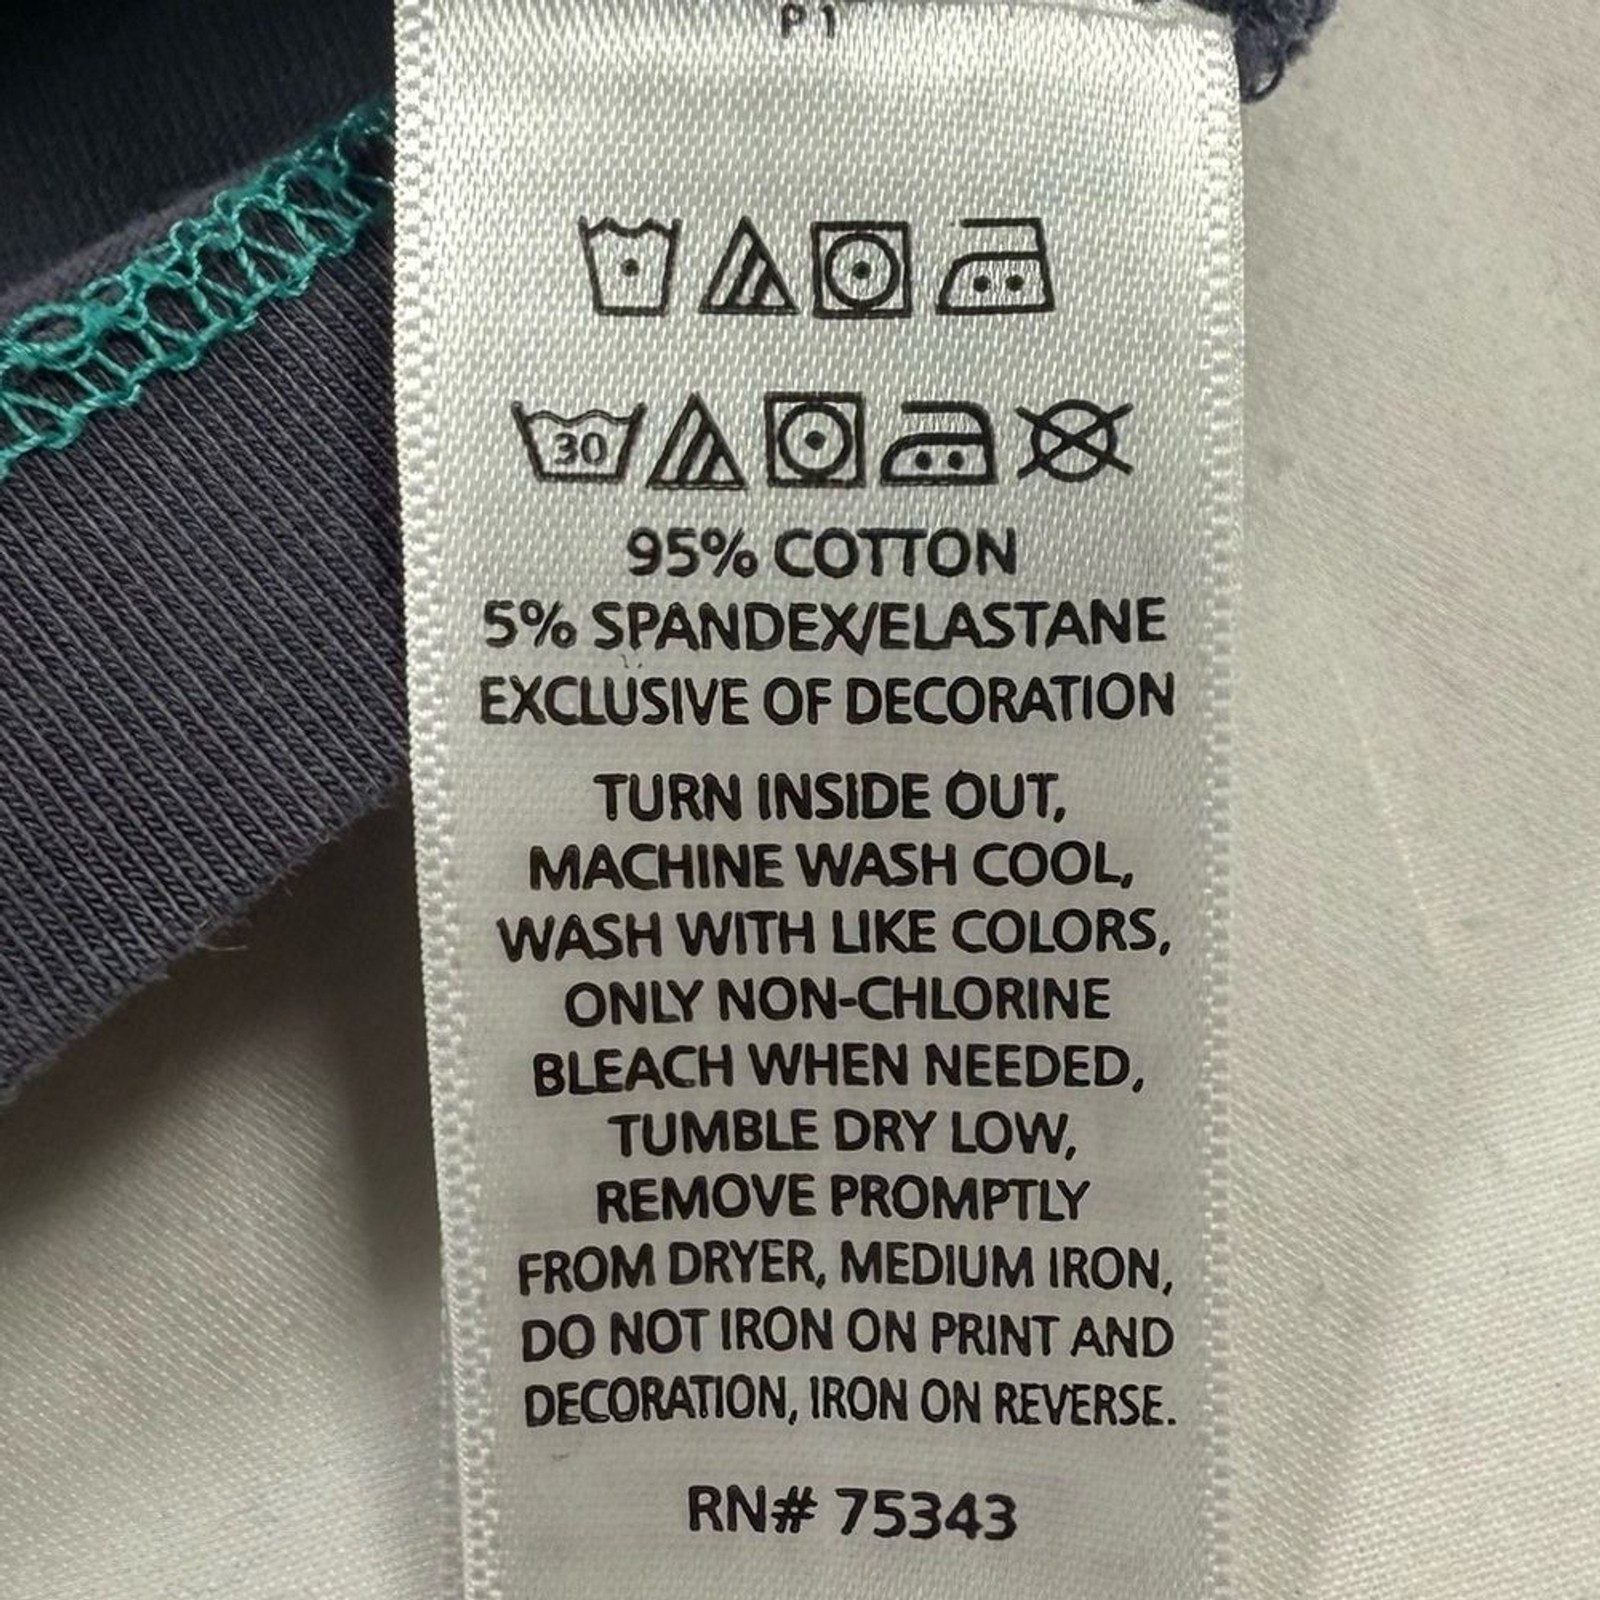 P1
30
95% COTTON
5% SPANDEX/ELASTANE
EXCLUSIVE OF DECORATION
TURN INSIDE OUT,
MACHINE WASH COOL,
WASH WITH LIKE COLORS,
ONLY NON-CHLORINE
BLEACH WHEN NEEDED,
TUMBLE DRY LOW,
REMOVE PROMPTLY
FROM DRYER, MEDIUM IRON,
DO NOT IRON ON PRINT AND
DECORATION, IRON ON REVERSE.
RN# 75343